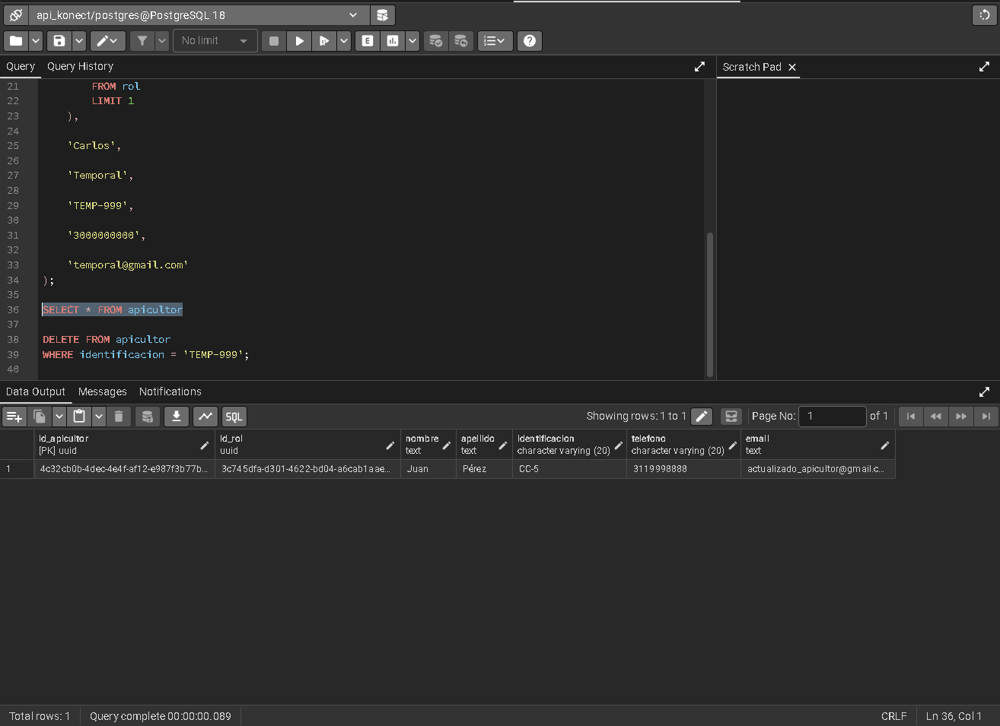 api_konect/postgres@PostgreSQL 18
No limit
Query Query History
Scratch Pad
21 FROM rol
22 LIMIT 1
23 ),
24
25 'Carlos',
26
27 'Temporal',
28
29 'TEMP-999',
30
31 '3000000000',
32
33 'temporal@gmail.com'
34 );
35
36 SELECT * FROM apicultor
37
38 DELETE FROM apicultor
39 WHERE identificacion = 'TEMP-999';
40
Data Output Messages Notifications
SQL Showing rows: 1 to 1 Page No: 1 of 1
id_apicultor id_rol nombre apellido identificacion telefono email
[PK] uuid uuid text text character varying (20) character varying (20) text
1 4c32cb0b-4dec-4e4f-af12-e987f3b77b... 3c745dfa-d301-4622-bd04-a6cab1aae... Juan Pérez CC-5 3119998888 actualizado_apicultor@gmail.c...
Total rows: 1 Query complete 00:00:00.089 CRLF Ln 36, Col 1